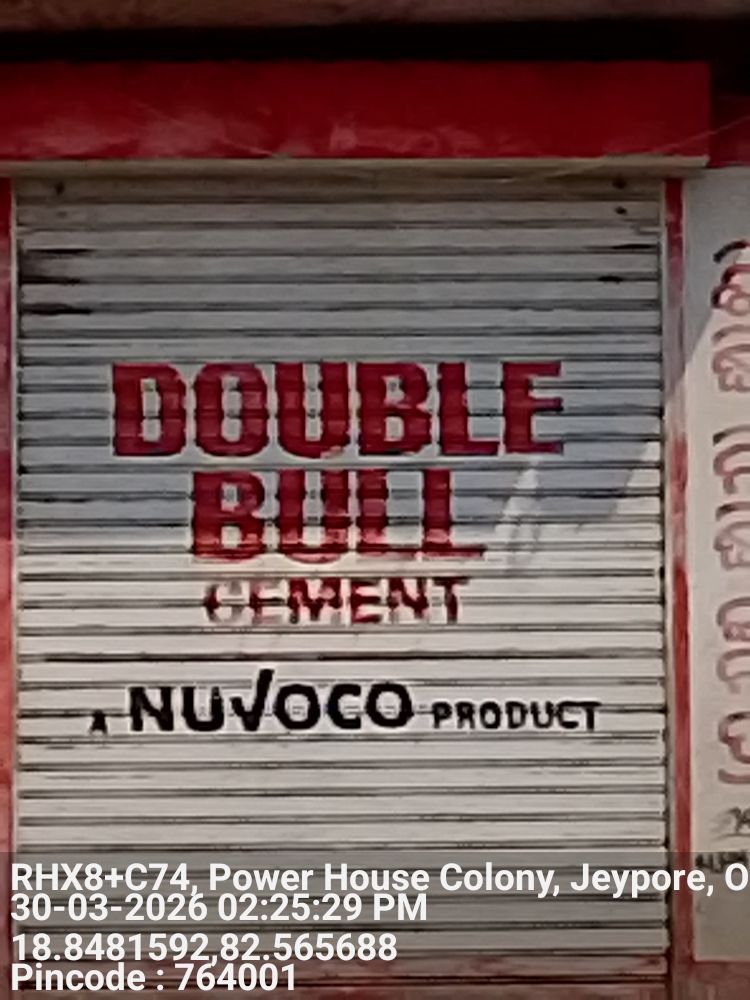 DOUBLE
BULL
CEMENT
A NUVOCO PRODUCT
RHX8+C74, Power House Colony, Jeypore, O
30-03-2026 02:25:29 PM
18.8481592,82.565688
Pincode : 764001